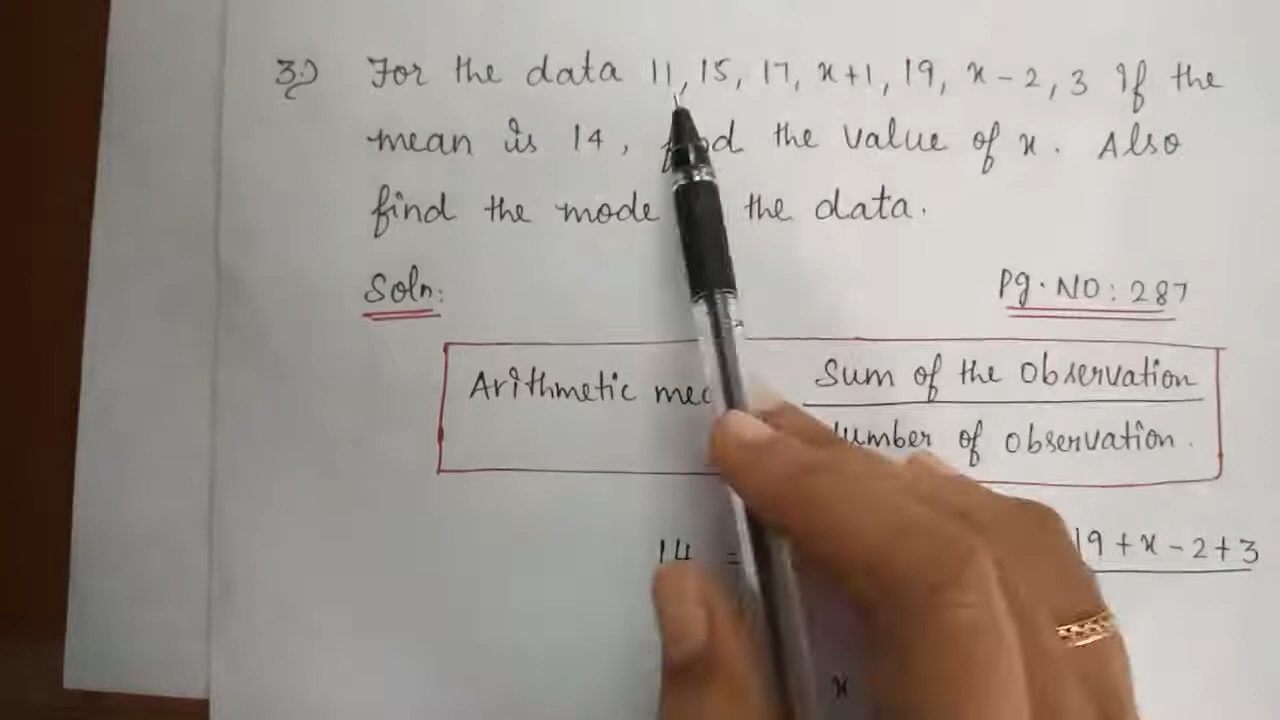 3.) For the data 11, 15, 17, x+1, 19, x-2, 3 If the
mean is 14, the value of x. Also
find the mode the data.
Soln:
Pg. No: 287
Arithmetic Sum of the observation
of observation.
14 = 19 + x - 2 + 3
x